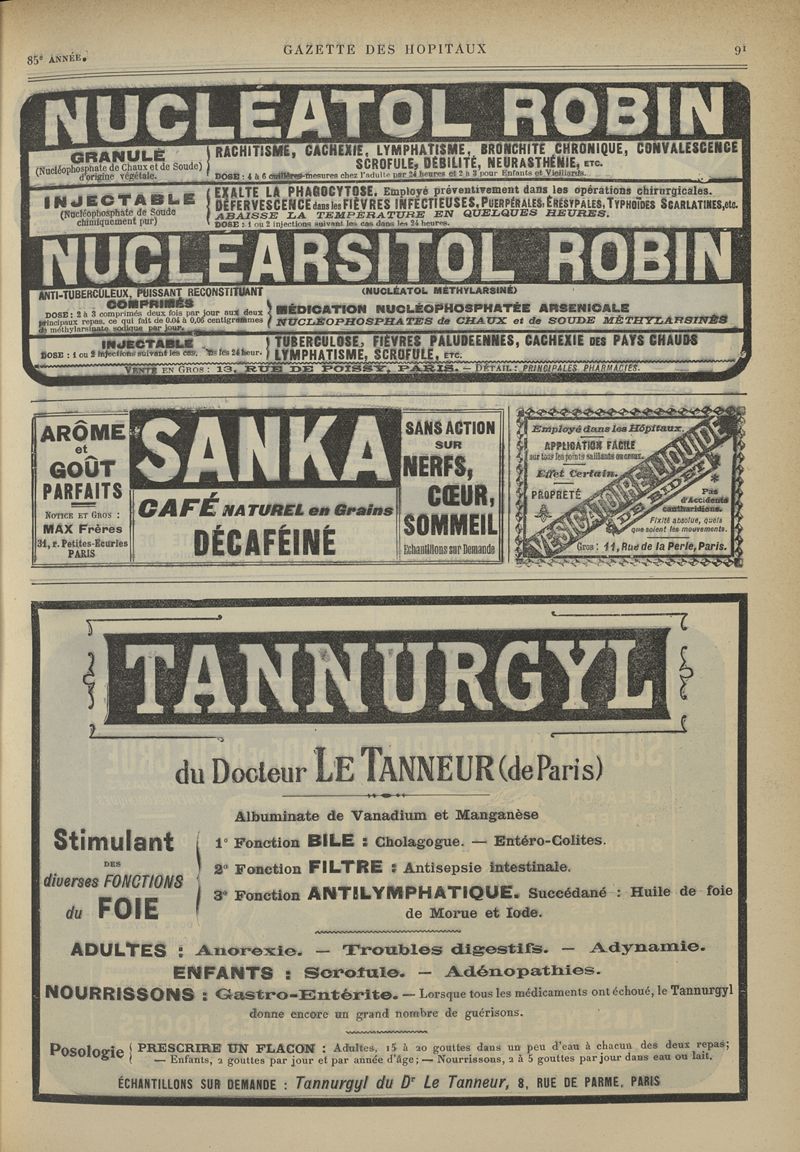 85e ANNÉE.
GAZETTE DES HOPITAUX
91
NUCLÉATOL ROBIN
GRANULÉ
(Nucléophosphate de Chaux et de Soude)
d'origine végétale.
RACHITISME, CACHEXIE, LYMPHATISME, BRONCHITE CHRONIQUE, CONVALESCENCE
SCROFULE, DÉBILITÉ, NEURASTHÉNIE, ETC.
DOSE : 4 à 6 cuillères-mesures chez l'adulte par 24 heures et 2 à 3 pour Enfants et Vieillards.
INJECTABLE
(Nucléophosphate de Soude
chimiquement pur)
EXALTE LA PHAGOCYTOSE. Employé préventivement dans les opérations chirurgicales.
DÉFERVESCENCE dans les FIÈVRES INFECTIEUSES, PUERPÉRALES, ÉRÉSYPALES, TYPHOÏDES SCARLATINES, etc.
ABAISSE LA TEMPÉRATURE EN QUELQUES HEURES.
DOSE : 1 ou 2 injections suivant les cas dans les 24 heures.
NUCLÉARSITOL ROBIN
ANTI-TUBERCULEUX, PUISSANT RECONSTITUANT
(NUCLÉATOL MÉTHYLARSINÉ)
COMPRIMÉS
DOSE : 2 à 3 comprimés deux fois par jour aux deux
principaux repas, ce qui fait de 0.04 à 0.06 centigrammes
de méthylarsinate sodique par jour.
MÉDICATION NUCLÉOPHOSPHATÉE ARSENICALE
NUCLÉOPHOSPHATES de CHAUX et de SOUDE MÉTHYLARSINÉS
INJECTABLE
DOSE : 1 ou 2 injections suivant les cas, les 24 heur.
TUBERCULOSE, FIÈVRES PALUDEENNES, CACHEXIE DES PAYS CHAUDS
LYMPHATISME, SCROFULE, ETC.
VENTE EN GROS : 13, RUE DE POISSY, PARIS. — DÉTAIL : PRINCIPALES PHARMACIES.
ARÔME
et
GOÛT
PARFAITS
NOTICE ET GROS :
MAX Frères
31, r. Petites-Écuries
PARIS
SANKA
CAFÉ NATUREL en Grains
DÉCAFÉINÉ
SANS ACTION
SUR
NERFS,
CŒUR,
SOMMEIL
Echantillons sur Demande
Employé dans les Hôpitaux.
APPLICATION FACILE
sur tous les points saillants ou creux.
Effet Certain.
PROPRETÉ
VÉSICATOIRE LIQUIDE
DE BIDET
Pas
d'Accidents
cantharidiens.
Fixité absolue, quels
que soient les mouvements.
Gros : 11, Rue de la Perle, Paris.
TANNURGYL
du Docteur LE TANNEUR (de Paris)
Albuminate de Vanadium et Manganèse
Stimulant
DES
diverses FONCTIONS
du FOIE
1° Fonction BILE : Cholagogue. — Entéro-Colites.
2° Fonction FILTRE : Antisepsie intestinale.
3° Fonction ANTILYMPHATIQUE. Succédané : Huile de foie
de Morue et Iode.
ADULTES : Anorexie. — Troubles digestifs. — Adynamie.
ENFANTS : Scrofule. — Adénopathies.
NOURRISSONS : Gastro-Entérite. — Lorsque tous les médicaments ont échoué, le Tannurgyl
donne encore un grand nombre de guérisons.
Posologie
PRESCRIRE UN FLACON : Adultes, 15 à 20 gouttes dans un peu d'eau à chacun des deux repas;
— Enfants, 2 gouttes par jour et par année d'âge; — Nourrissons, 2 à 5 gouttes par jour dans eau ou lait.
ÉCHANTILLONS SUR DEMANDE : Tannurgyl du Dr Le Tanneur, 8, RUE DE PARME, PARIS